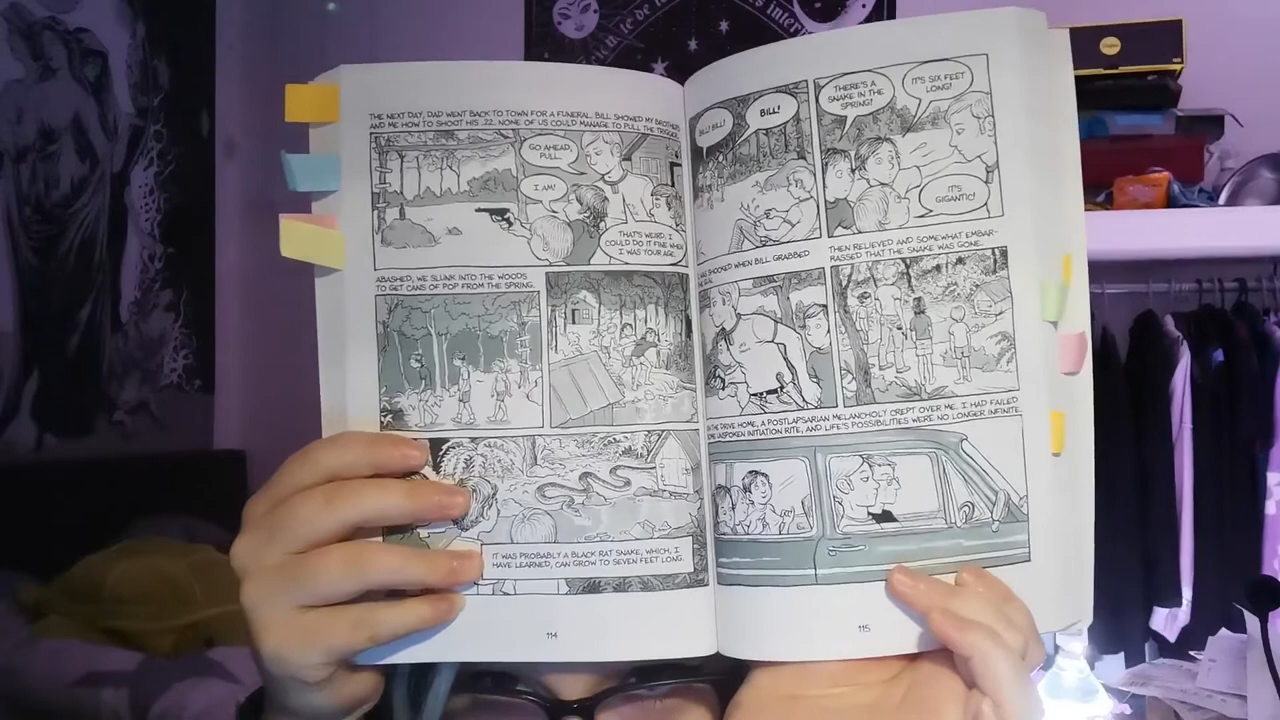 THE NEXT DAY, DAD WENT BACK TO TOWN FOR A FUNERAL. BILL SHOWED MY BROTHERS
AND ME HOW TO SHOOT HIS .22. NONE OF US COULD MANAGE TO PULL THE TRIGGER.
GO AHEAD,
PULL.
I AM!
THAT'S WEIRD. I
COULD DO IT FINE WHEN
I WAS YOUR AGE.
ABASHED, WE SLUNK INTO THE WOODS
TO GET CANS OF POP FROM THE SPRING.
IT WAS PROBABLY A BLACK RAT SNAKE, WHICH, I
HAVE LEARNED, CAN GROW TO SEVEN FEET LONG.
114
BILL! BILL!
BILL!
THERE'S A
SNAKE IN THE
SPRING!
IT'S SIX FEET
LONG!
IT'S
GIGANTIC!
WAS SHOCKED WHEN BILL GRABBED
THEN RELIEVED AND SOMEWHAT EMBAR-
RASSED THAT THE SNAKE WAS GONE.
THE DRIVE HOME, A POSTLAPSARIAN MELANCHOLY CREPT OVER ME. I HAD FAILED
UNSPOKEN INITIATION RITE, AND LIFE'S POSSIBILITIES WERE NO LONGER INFINITE.
115